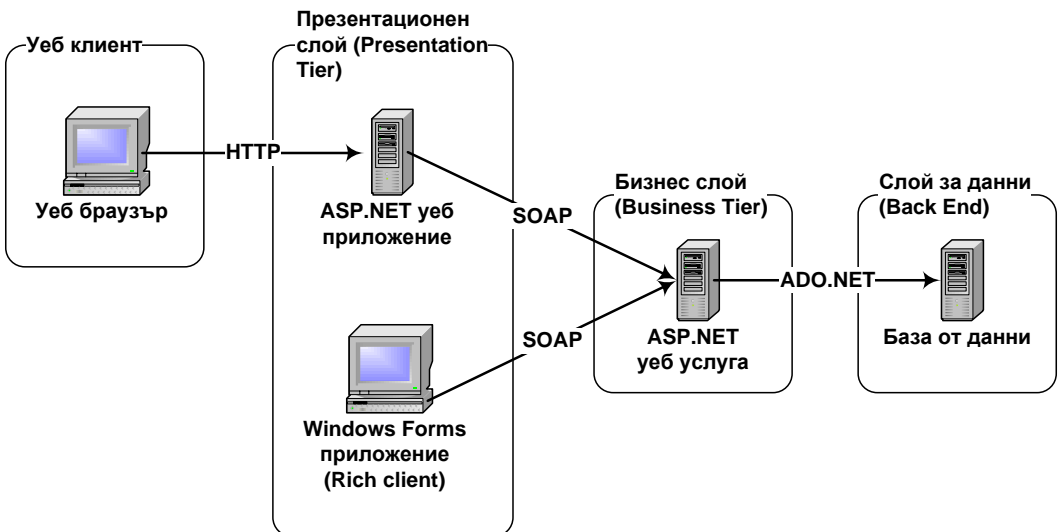 Уеб клиент
Уеб браузър
HTTP
Презентационен
слой (Presentation
Tier)
ASP.NET уеб
приложение
SOAP
Windows Forms
приложение
(Rich client)
SOAP
Бизнес слой
(Business Tier)
ASP.NET
уеб услуга
ADO.NET
Слой за данни
(Back End)
База от данни